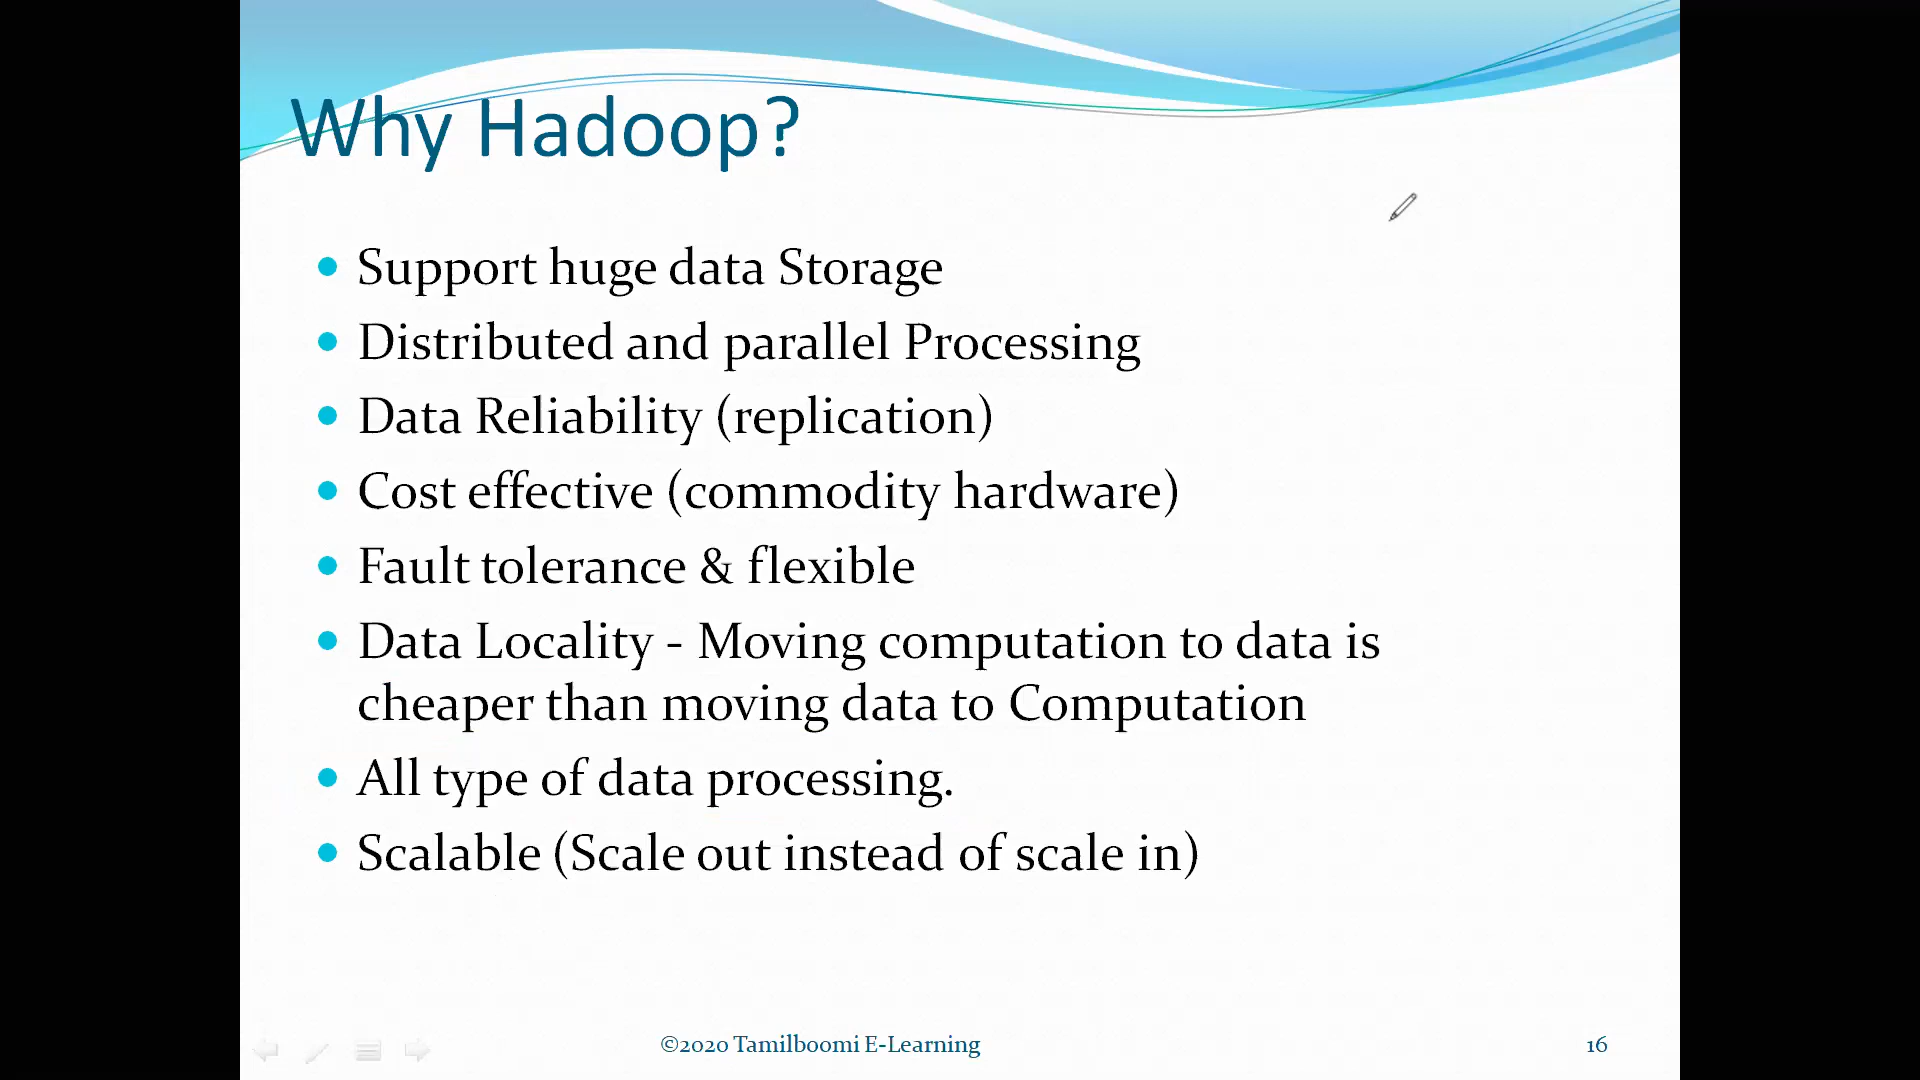 Why Hadoop?
Support huge data Storage
Distributed and parallel Processing
Data Reliability (replication)
Cost effective (commodity hardware)
Fault tolerance & flexible
Data Locality - Moving computation to data is
cheaper than moving data to Computation
All type of data processing.
Scalable (Scale out instead of scale in)
©2020 Tamilboomi E-Learning
16